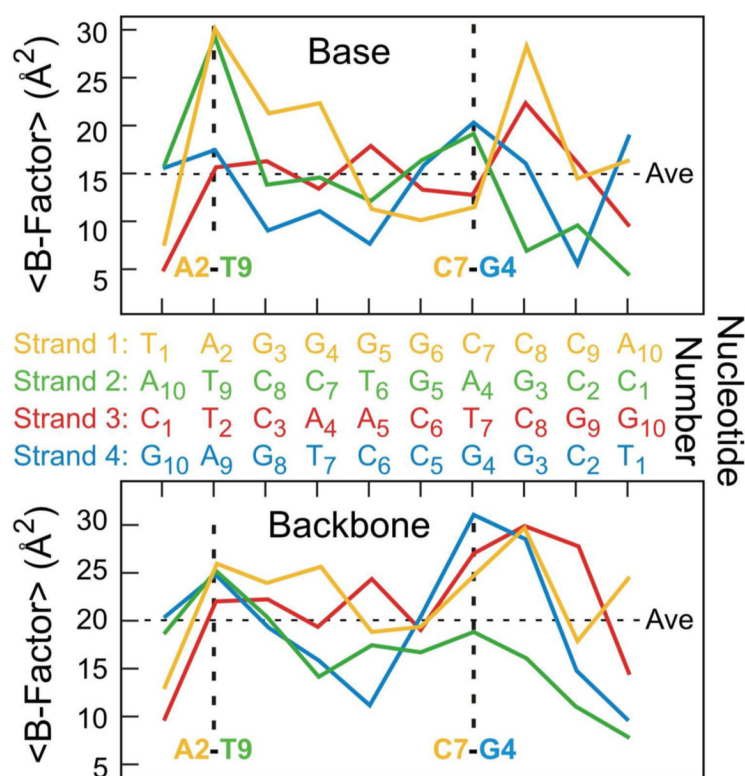 <B-Factor> (Å²)
30
25
20
15
10
5
Base
Ave
A2-T9
C7-G4
Strand 1: T₁ A₂ G₃ G₄ G₅ G₆ C₇ C₈ C₉ A₁₀
Strand 2: A₁₀ T₉ C₈ C₇ T₆ G₅ A₄ G₃ C₂ C₁
Strand 3: C₁ T₂ C₃ A₄ A₅ C₆ T₇ C₈ G₉ G₁₀
Strand 4: G₁₀ A₉ G₈ T₇ C₆ C₅ G₄ G₃ C₂ T₁
Nucleotide
Number
<B-Factor> (Å²)
30
25
20
15
10
5
Backbone
Ave
A2-T9
C7-G4